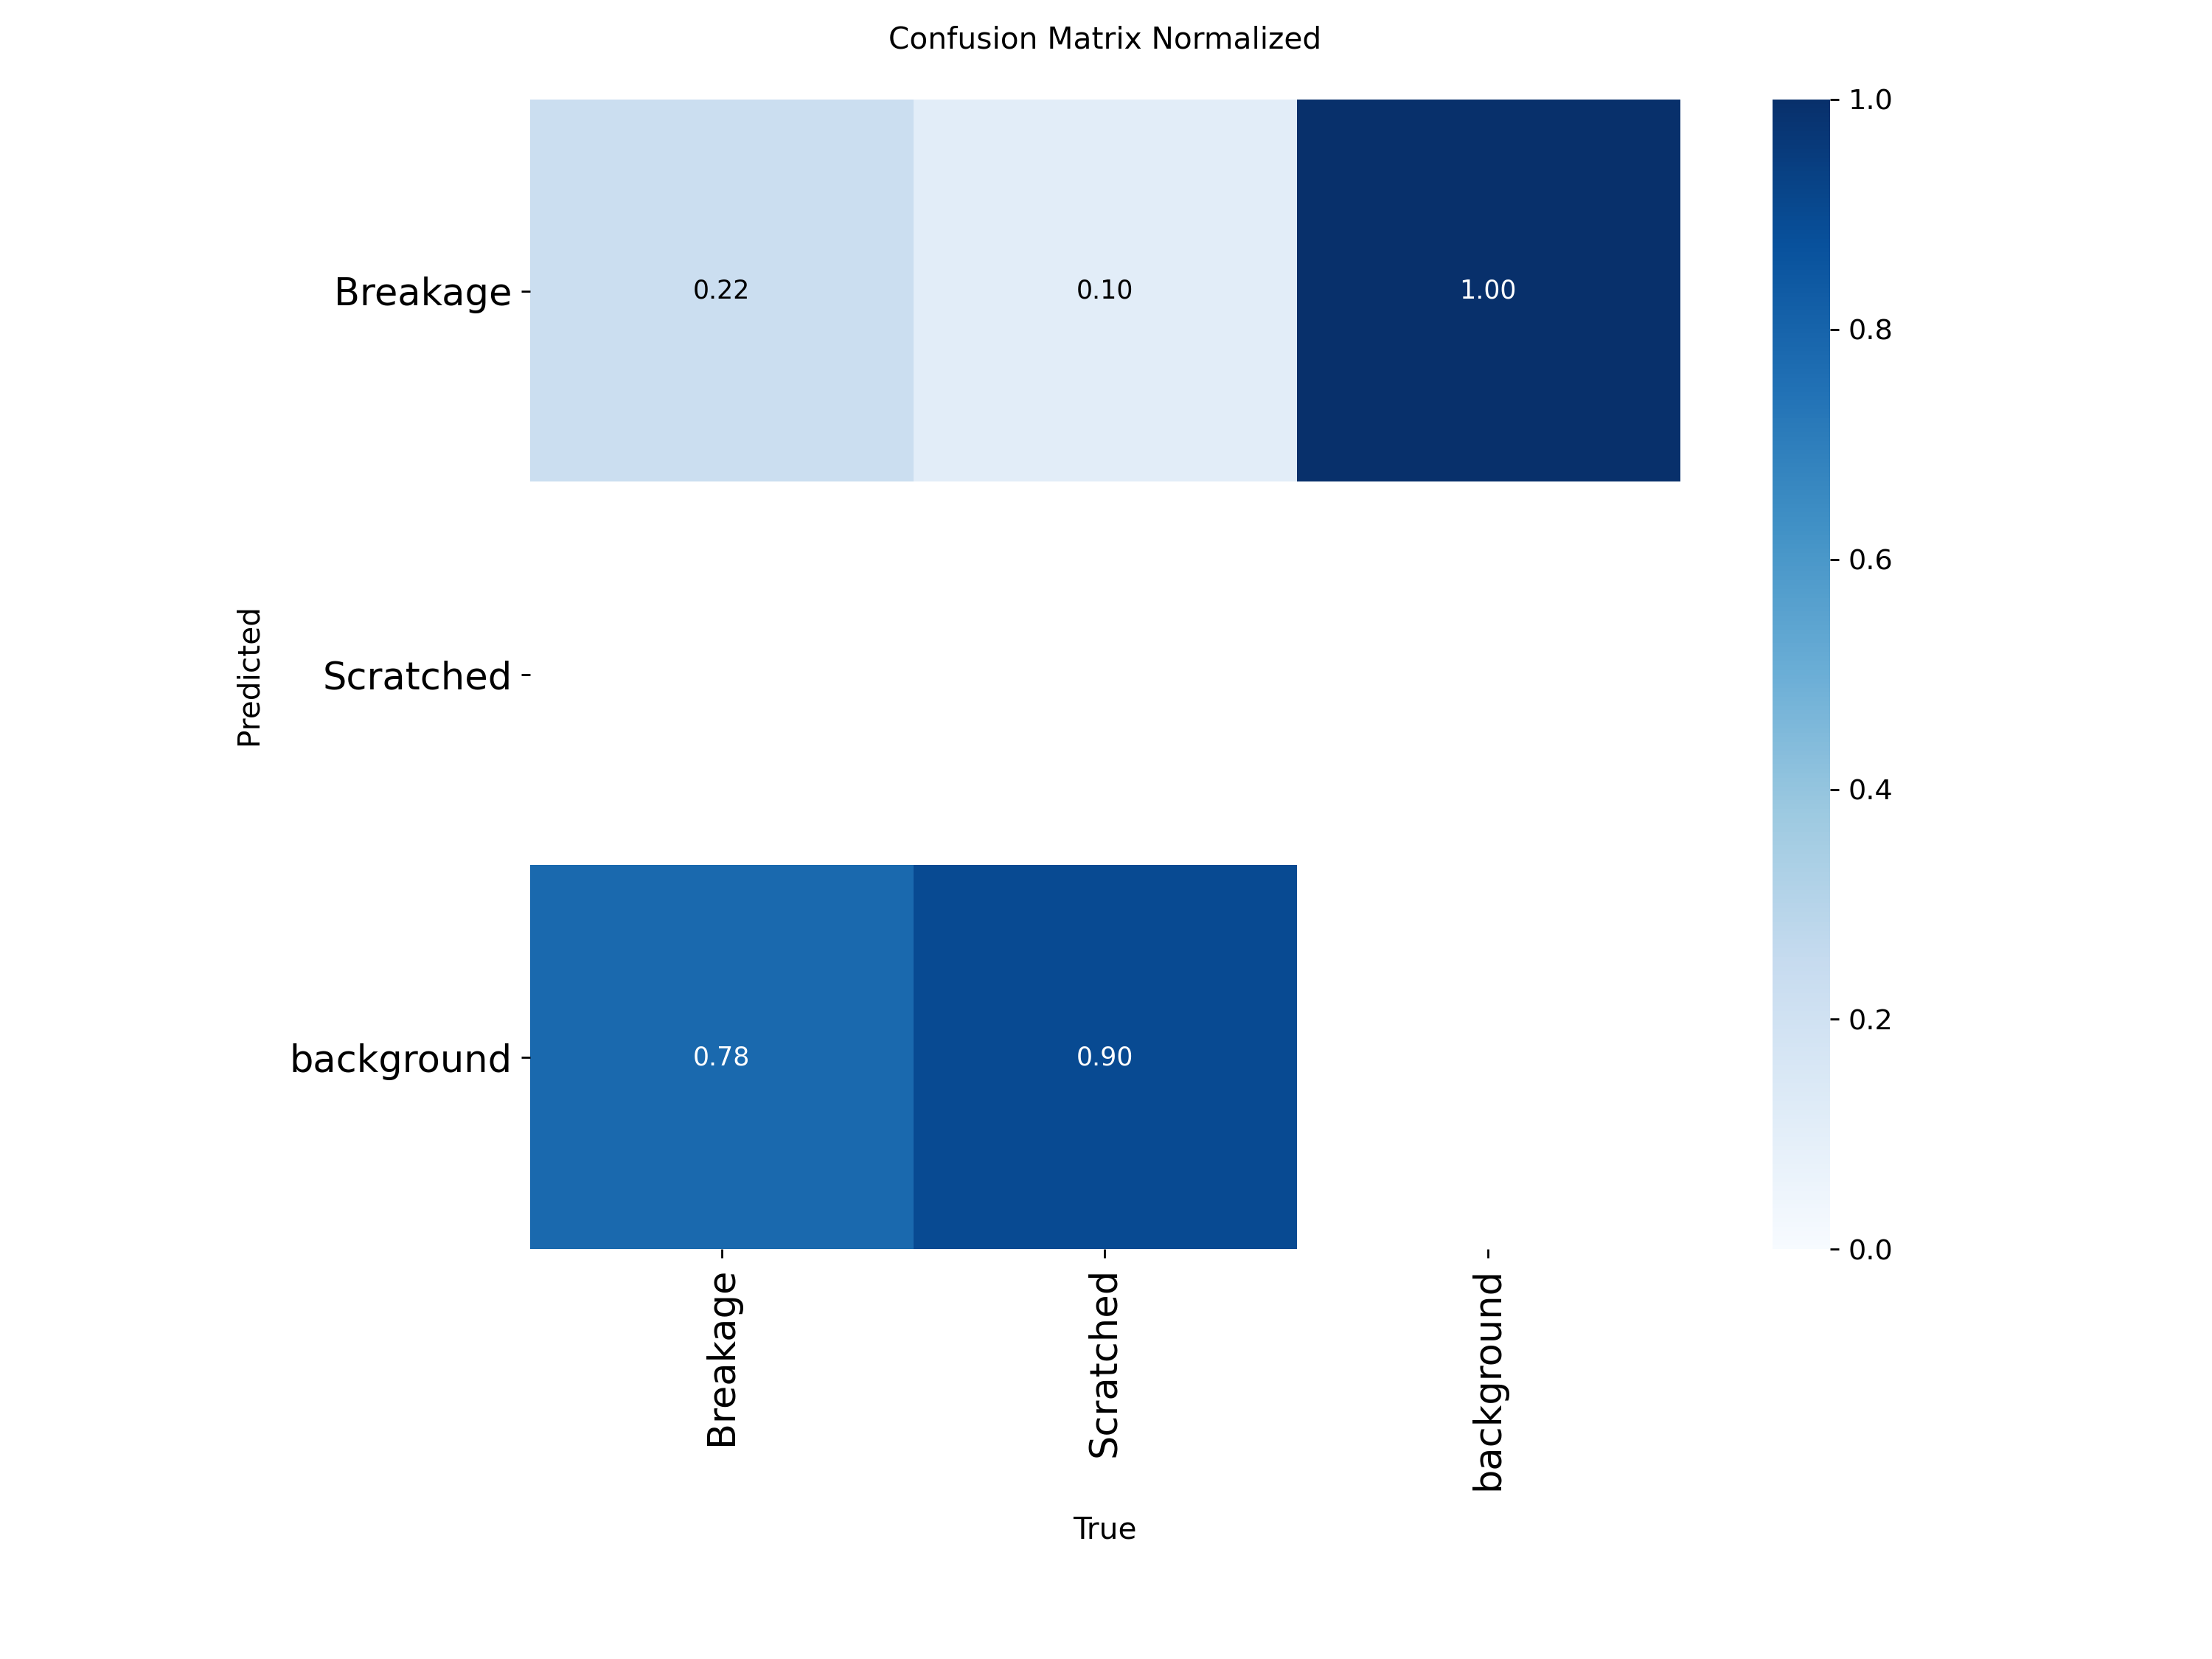 Confusion Matrix Normalized
Breakage
0.22
0.10
1.00
Scratched
background
0.78
0.90
Predicted
Breakage
Scratched
background
True
1.0
0.8
0.6
0.4
0.2
0.0